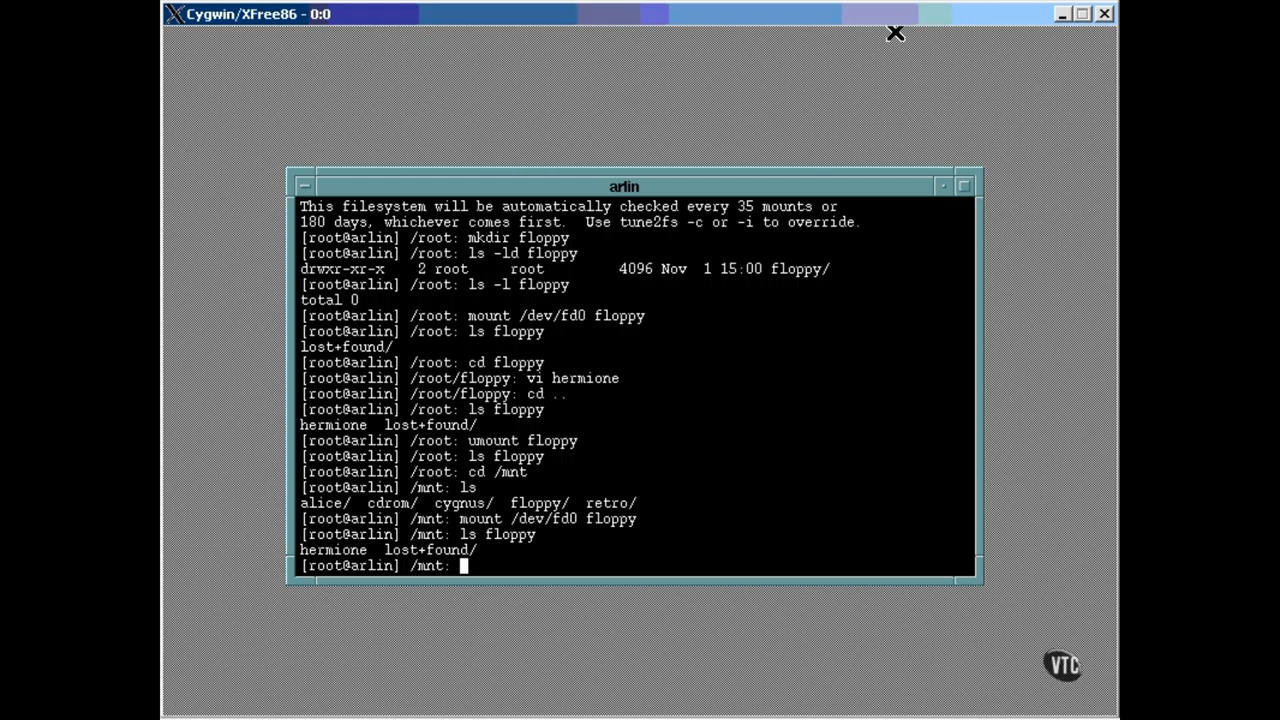 Cygwin/XFree86 - 0:0
arlin
This filesystem will be automatically checked every 35 mounts or
180 days, whichever comes first.  Use tune2fs -c or -i to override.
[root@arlin] /root: mkdir floppy
[root@arlin] /root: ls -ld floppy
drwxr-xr-x    2 root     root         4096 Nov  1 15:00 floppy/
[root@arlin] /root: ls -l floppy
total 0
[root@arlin] /root: mount /dev/fd0 floppy
[root@arlin] /root: ls floppy
lost+found/
[root@arlin] /root: cd floppy
[root@arlin] /root/floppy: vi hermione
[root@arlin] /root/floppy: cd ..
[root@arlin] /root: ls floppy
hermione  lost+found/
[root@arlin] /root: umount floppy
[root@arlin] /root: ls floppy
[root@arlin] /root: cd /mnt
[root@arlin] /mnt: ls
alice/  cdrom/  cygnus/  floppy/  retro/
[root@arlin] /mnt: mount /dev/fd0 floppy
[root@arlin] /mnt: ls floppy
hermione  lost+found/
[root@arlin] /mnt:
VTC